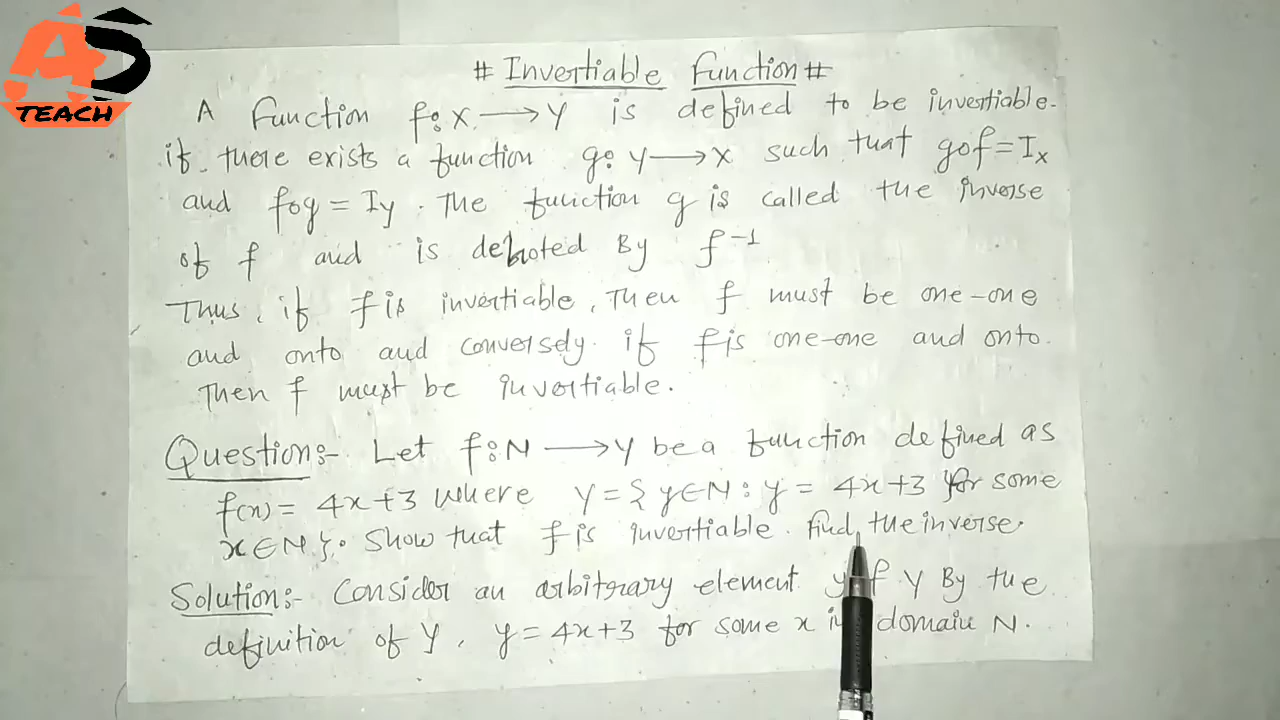 AS
TEACH
# Invertiable Function #
A Function f: X → Y is defined to be invertiable.
if there exists a function g: Y → X such that gof = Ix
and fog = Iy. The function g is called the inverse
of f and is denoted By f⁻¹
Thus, if f is invertiable, Then f must be one-one
and onto and conversely if f is one-one and onto.
Then f must be invertiable.
Question:- Let f: N → Y be a function defined as
f(x) = 4x+3 where Y = { y∈N : y = 4x+3 for some
x∈N }. Show that f is invertiable. find the inverse.
Solution:- Consider an arbitrary element y of Y By the
definition of Y, y = 4x+3 for some x in domain N.